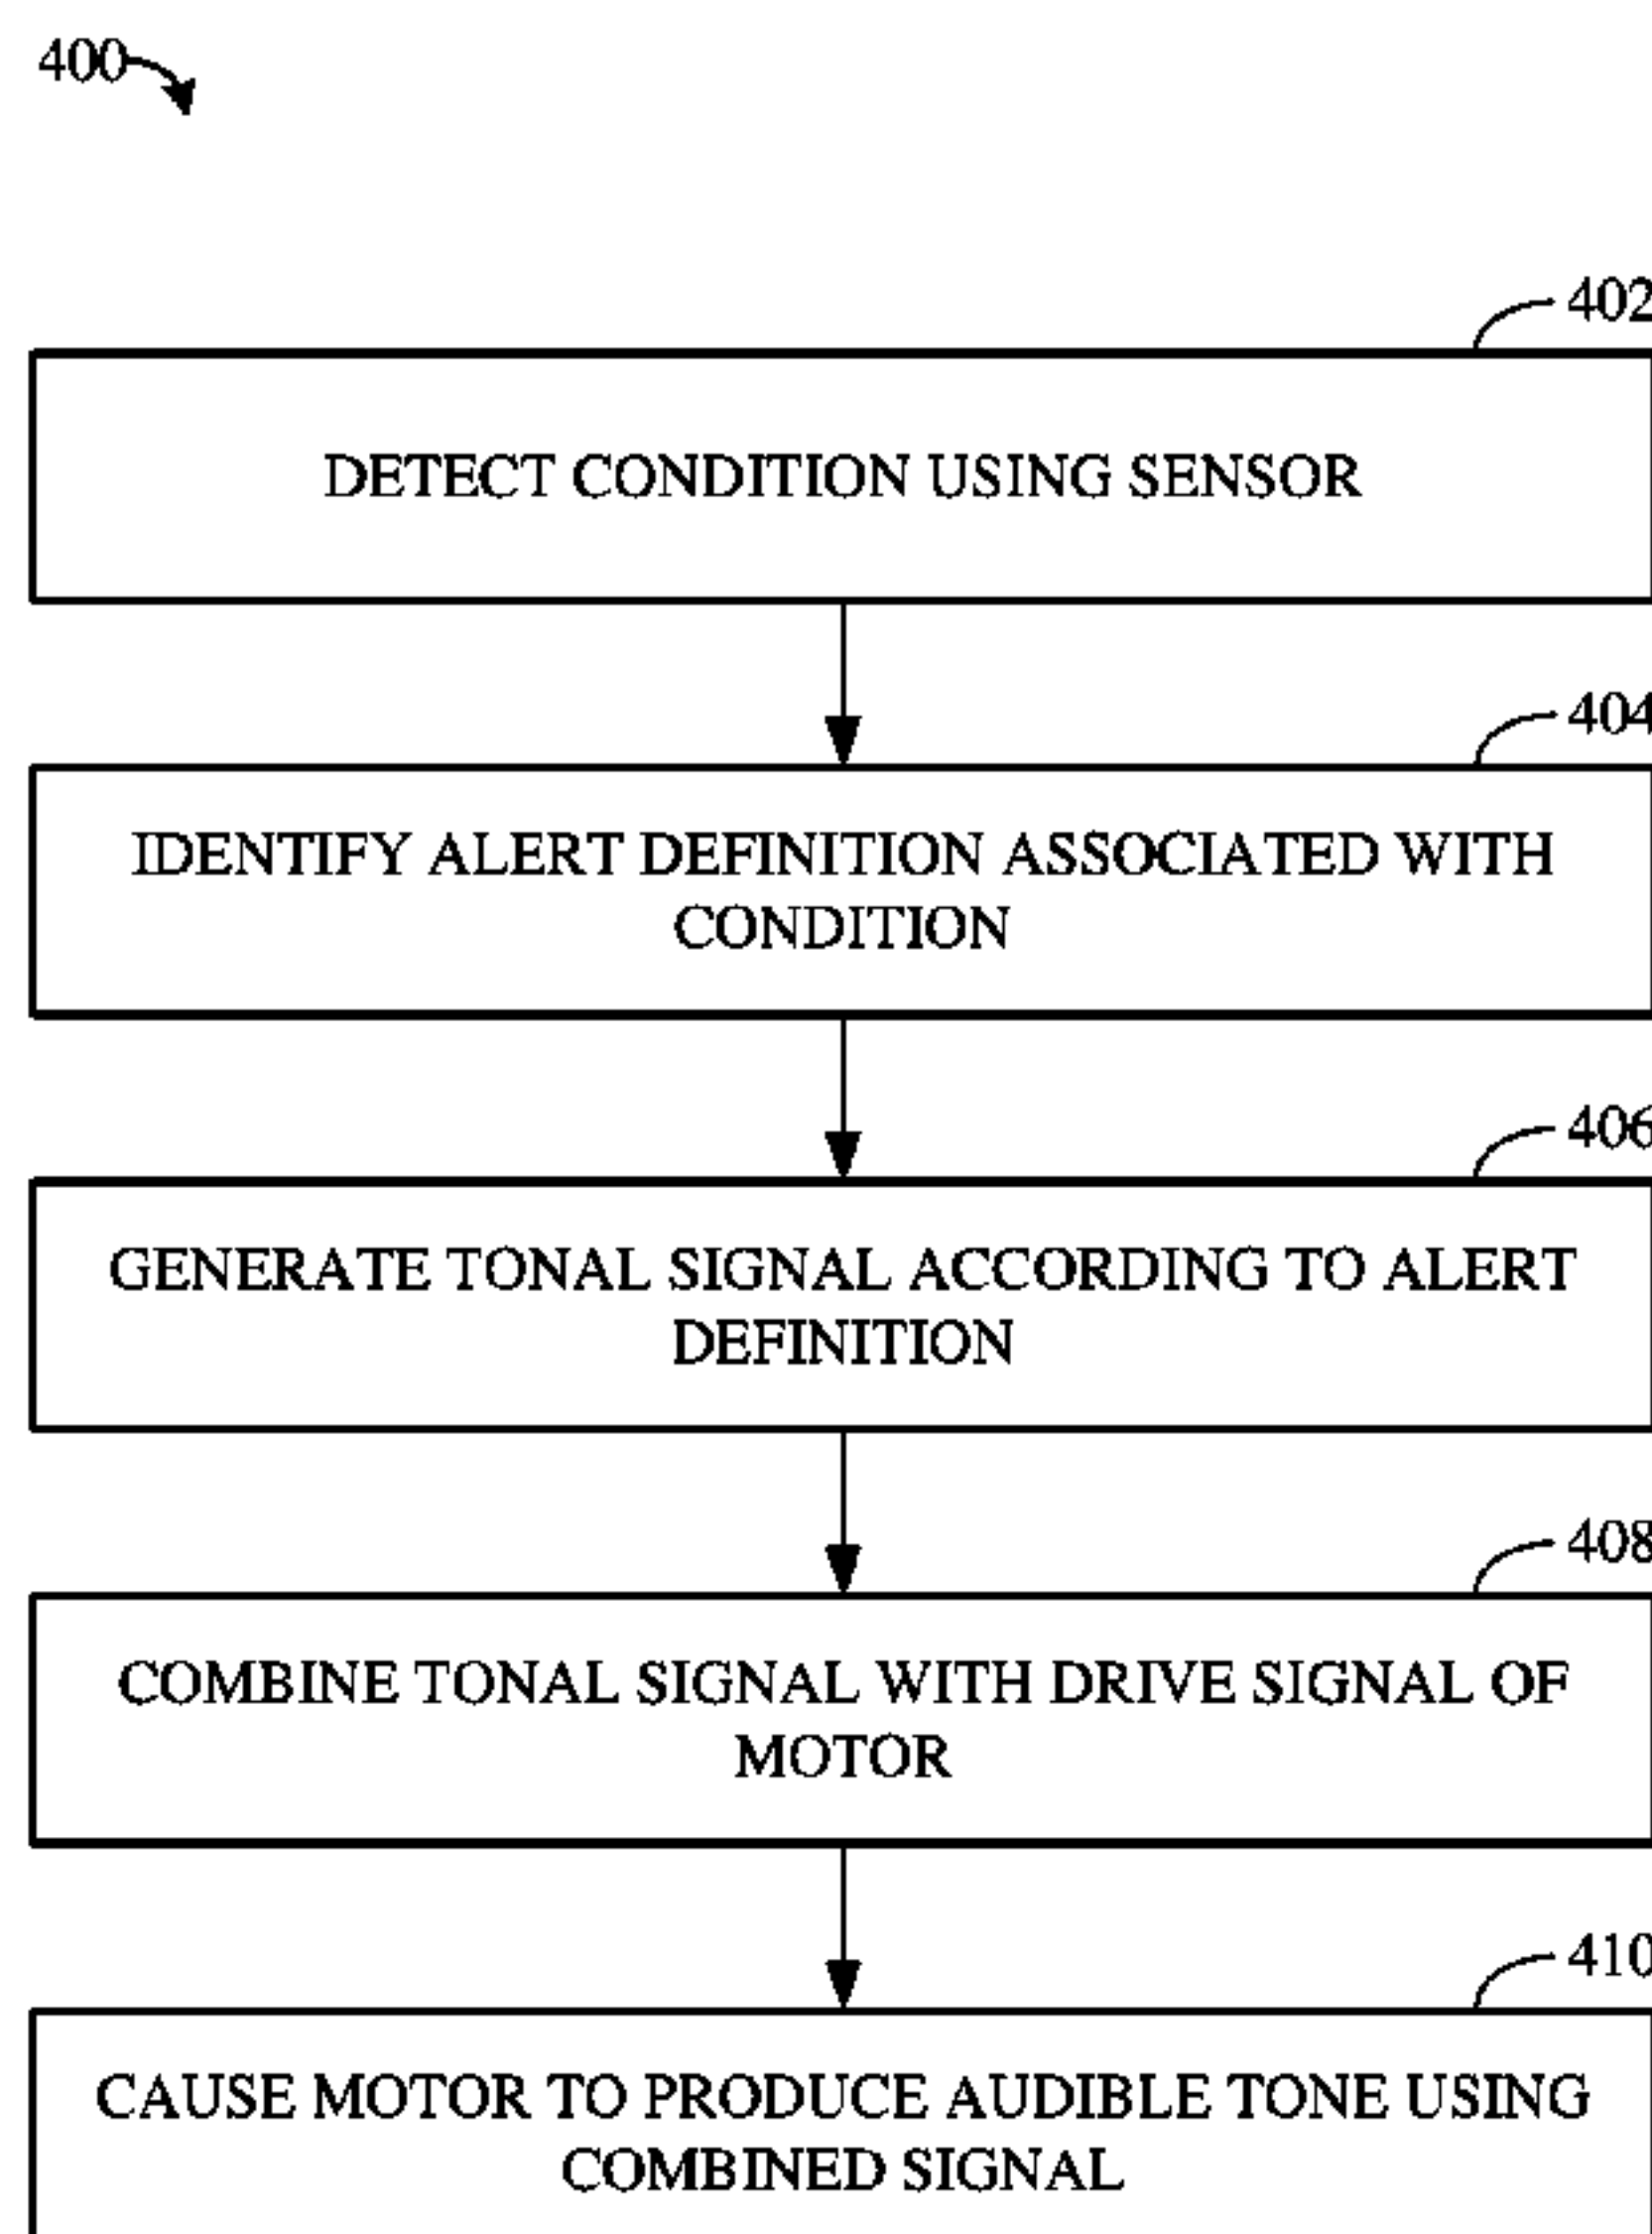 400
402
DETECT CONDITION USING SENSOR
404
IDENTIFY ALERT DEFINITION ASSOCIATED WITH
CONDITION
406
GENERATE TONAL SIGNAL ACCORDING TO ALERT
DEFINITION
408
COMBINE TONAL SIGNAL WITH DRIVE SIGNAL OF
MOTOR
410
CAUSE MOTOR TO PRODUCE AUDIBLE TONE USING
COMBINED SIGNAL